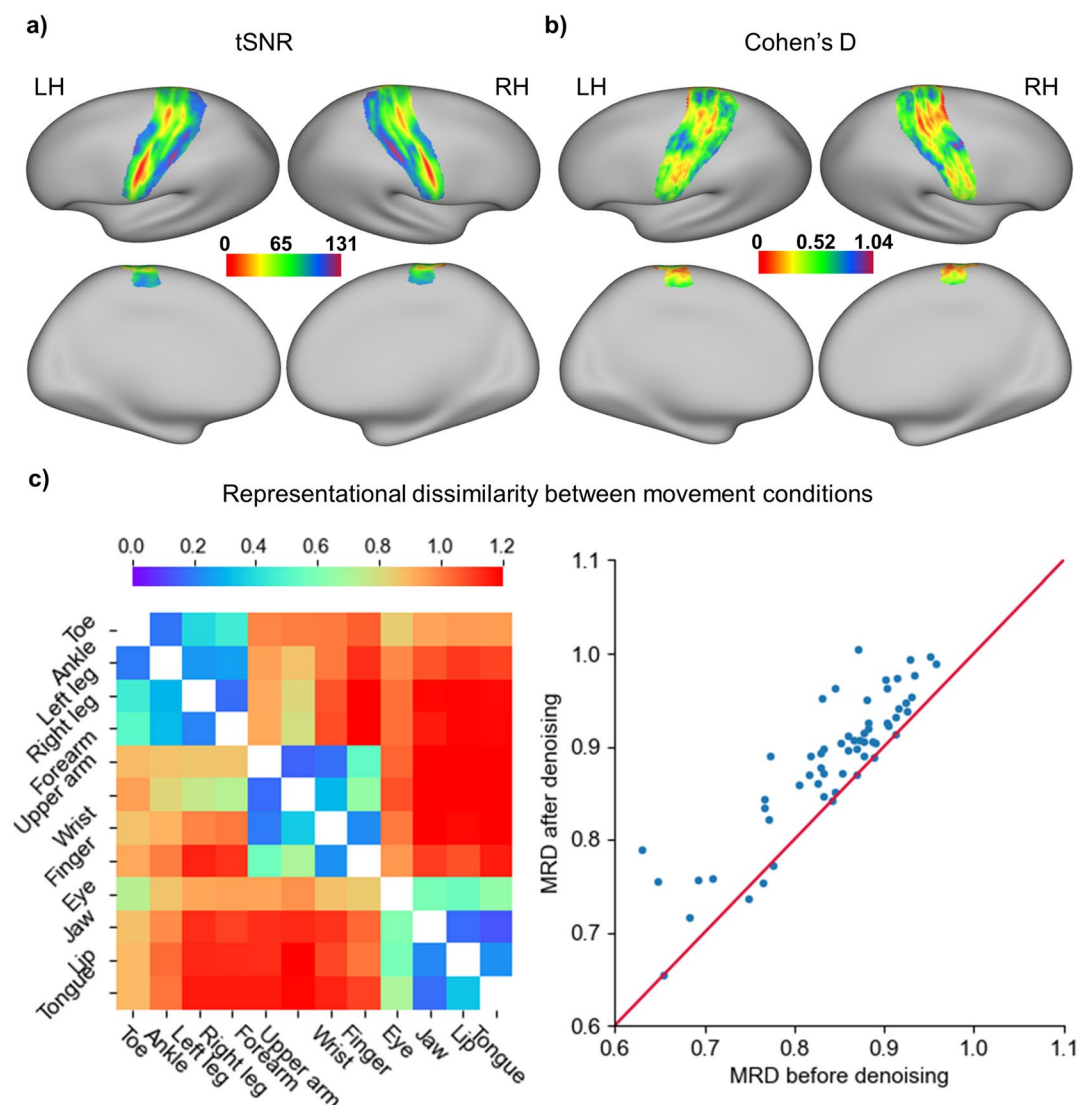 a)
tSNR
b)
Cohen's D
LH
RH
LH
RH
0 65 131
0 0.52 1.04
c)
Representational dissimilarity between movement conditions
0.0 0.2 0.4 0.6 0.8 1.0 1.2
Toe
Ankle
Left leg
Right leg
Forearm
Upper arm
Wrist
Finger
Eye
Jaw
Lip
Tongue
Toe
Ankle
Left leg
Right leg
Forearm
Upper arm
Wrist
Finger
Eye
Jaw
Lip
Tongue
1.1
1.0
0.9
0.8
0.7
0.6
MRD after denoising
0.6 0.7 0.8 0.9 1.0 1.1
MRD before denoising